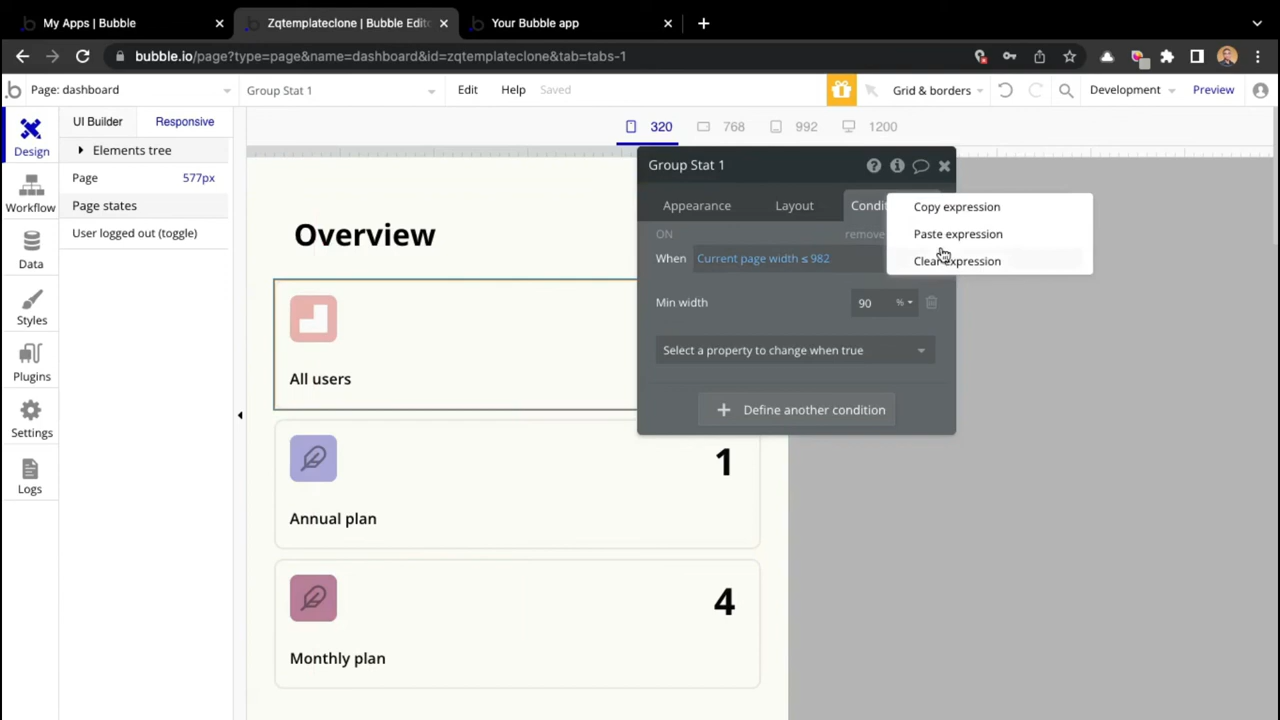 My Apps | Bubble
Zqtemplateclone | Bubble Edito
Your Bubble app
bubble.io/page?type=page&name=dashboard&id=zqtemplateclone&tab=tabs-1
Page: dashboard
Group Stat 1
Edit
Help
Saved
Grid & borders
Development
Preview
Design
Workflow
Data
Styles
Plugins
Settings
Logs
UI Builder
Responsive
Elements tree
Page
577px
Page states
User logged out (toggle)
320
768
992
1200
Overview
All users
1
Annual plan
4
Monthly plan
Group Stat 1
Appearance
Layout
Condit
ON
remove
When
Current page width ≤ 982
Min width
90
%
Select a property to change when true
Define another condition
Copy expression
Paste expression
Clear expression